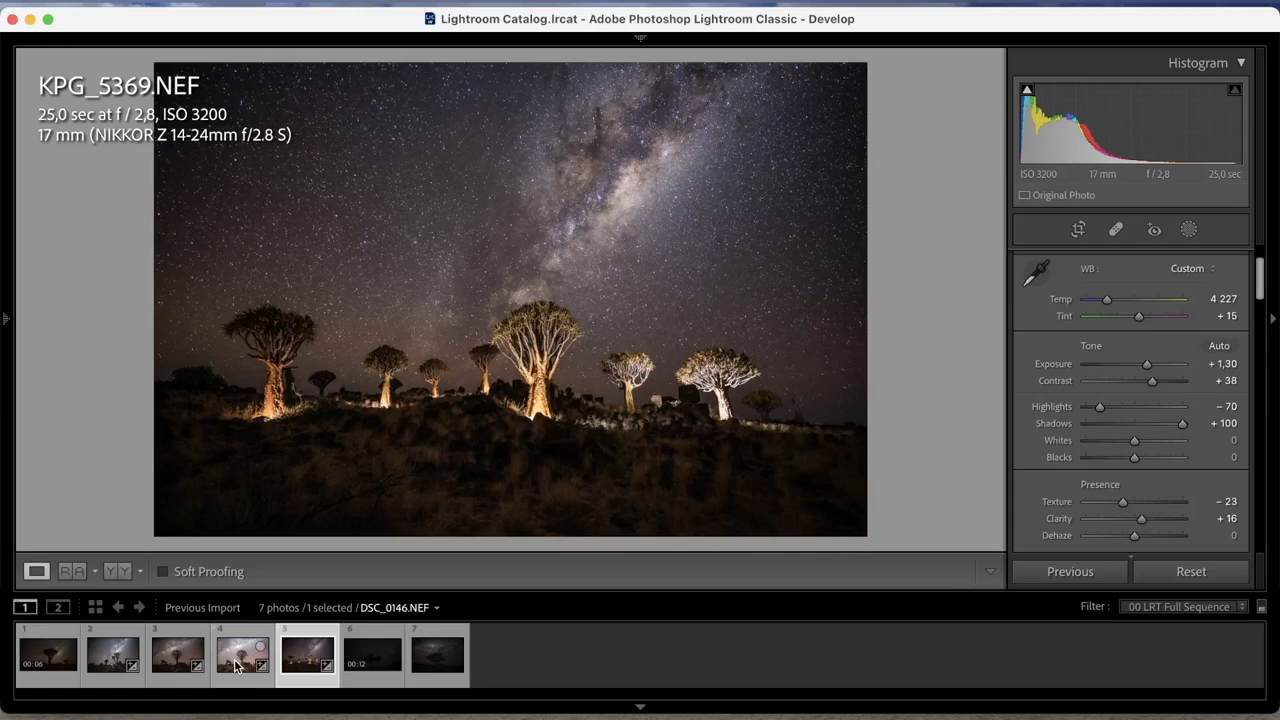 Lightroom Catalog.lrcat - Adobe Photoshop Lightroom Classic - Develop
KPG_5369.NEF
25,0 sec at f / 2,8, ISO 3200
17 mm (NIKKOR Z 14-24mm f/2.8 S)
Histogram
ISO 3200 17 mm f / 2,8 25,0 sec
Original Photo
WB : Custom
Temp 4 227
Tint + 15
Tone Auto
Exposure + 1,30
Contrast + 38
Highlights – 70
Shadows + 100
Whites 0
Blacks 0
Presence
Texture – 23
Clarity + 16
Dehaze 0
R A Y Y Soft Proofing
Previous Reset
1 2 Previous Import 7 photos / 1 selected / DSC_0146.NEF Filter : 00 LRT Full Sequence
1 2 3 4 5 6 7
00:06 00:12